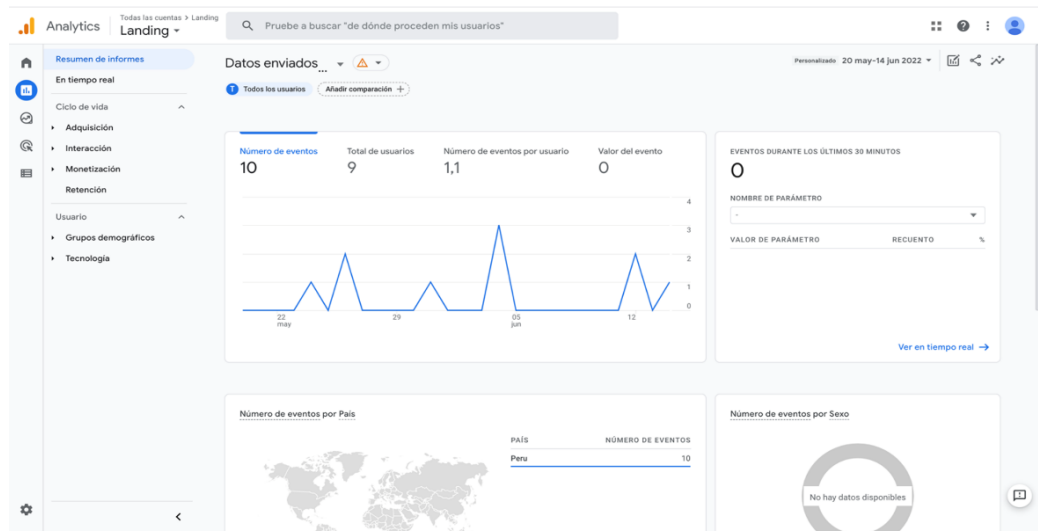 Analytics
Todas las cuentas > Landing
Landing
Pruebe a buscar "de dónde proceden mis usuarios"
Resumen de informes
En tiempo real
Ciclo de vida
Adquisición
Interacción
Monetización
Retención
Usuario
Grupos demográficos
Tecnología
Datos enviados...
Personalizado 20 may-14 jun 2022
T Todos los usuarios
Añadir comparación +
Número de eventos
10
Total de usuarios
9
Número de eventos por usuario
1,1
Valor del evento
0
4
3
2
1
0
22
may
29
05
jun
12
EVENTOS DURANTE LOS ÚLTIMOS 30 MINUTOS
0
NOMBRE DE PARÁMETRO
-
VALOR DE PARÁMETRO RECUENTO %
Ver en tiempo real →
Número de eventos por País
PAÍS NÚMERO DE EVENTOS
Peru 10
Número de eventos por Sexo
No hay datos disponibles